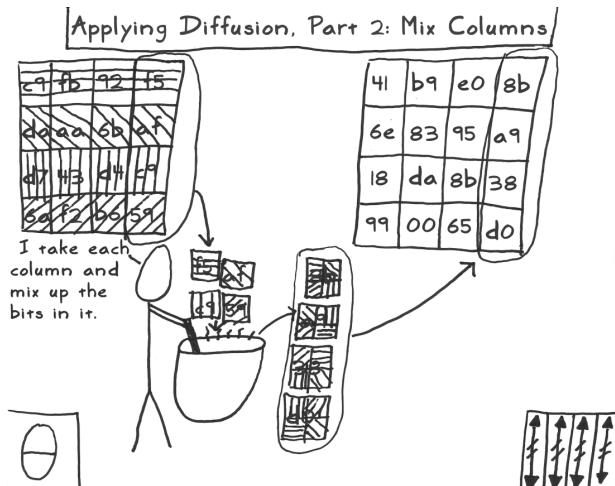 Applying Diffusion, Part 2: Mix Columns
c9 fb 92 f5
da aa 6b af
d7 43 d4 c9
6a f2 b6 59
41 b9 e0 8b
6e 83 95 a9
18 da 8b 38
99 00 65 d0
I take each
column and
mix up the
bits in it.
f5 af
c9 59